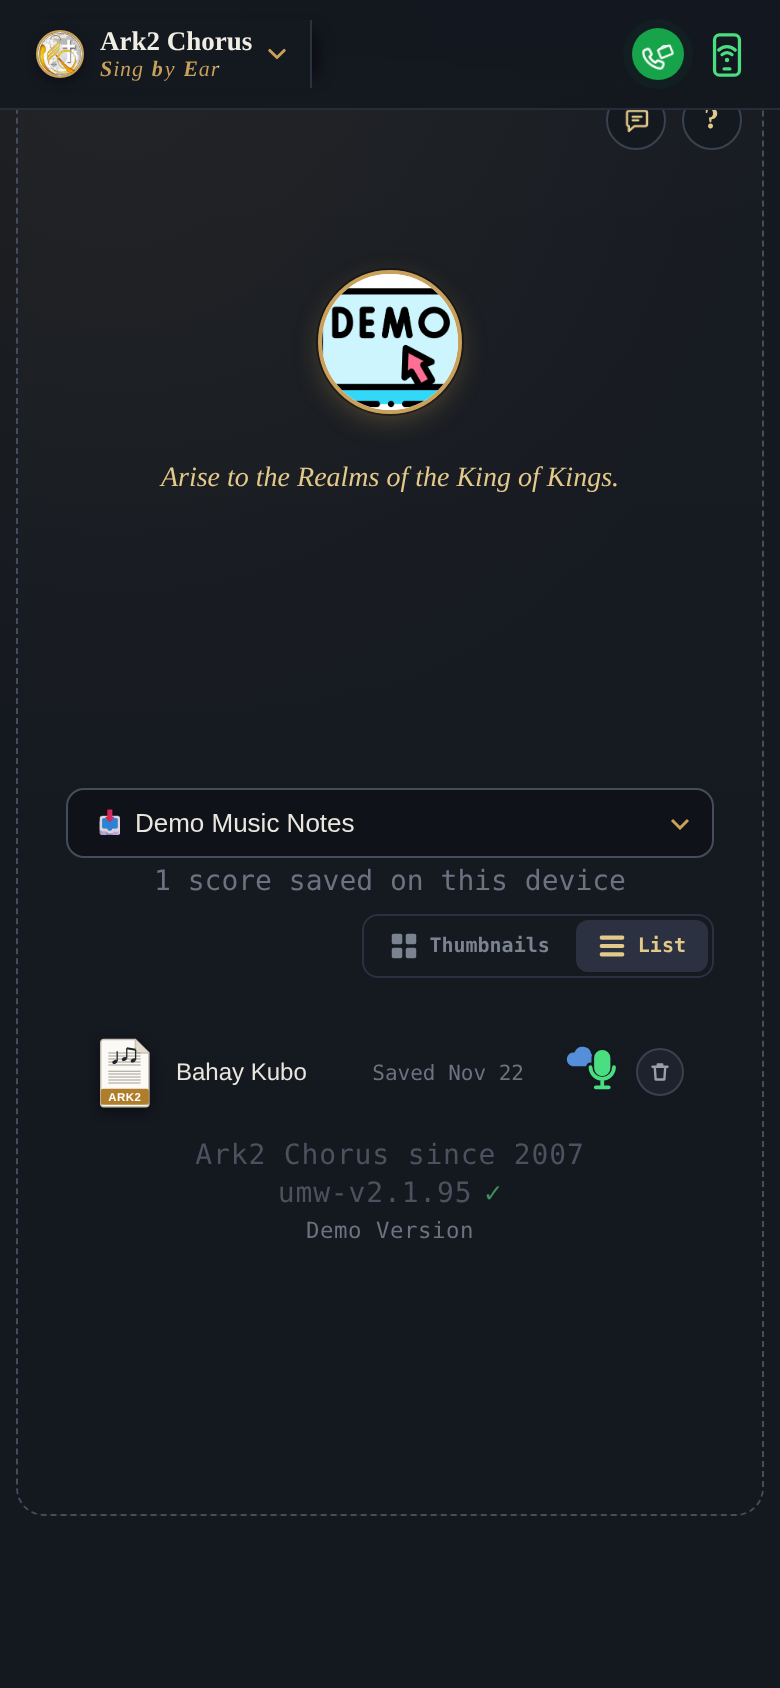 Ark2 Chorus
Sing by Ear
?
DEMO
Arise to the Realms of the King of Kings.
Demo Music Notes
1 score saved on this device
Thumbnails
List
ARK2
Bahay Kubo
Saved Nov 22
Ark2 Chorus since 2007
umw-v2.1.95 ✓
Demo Version